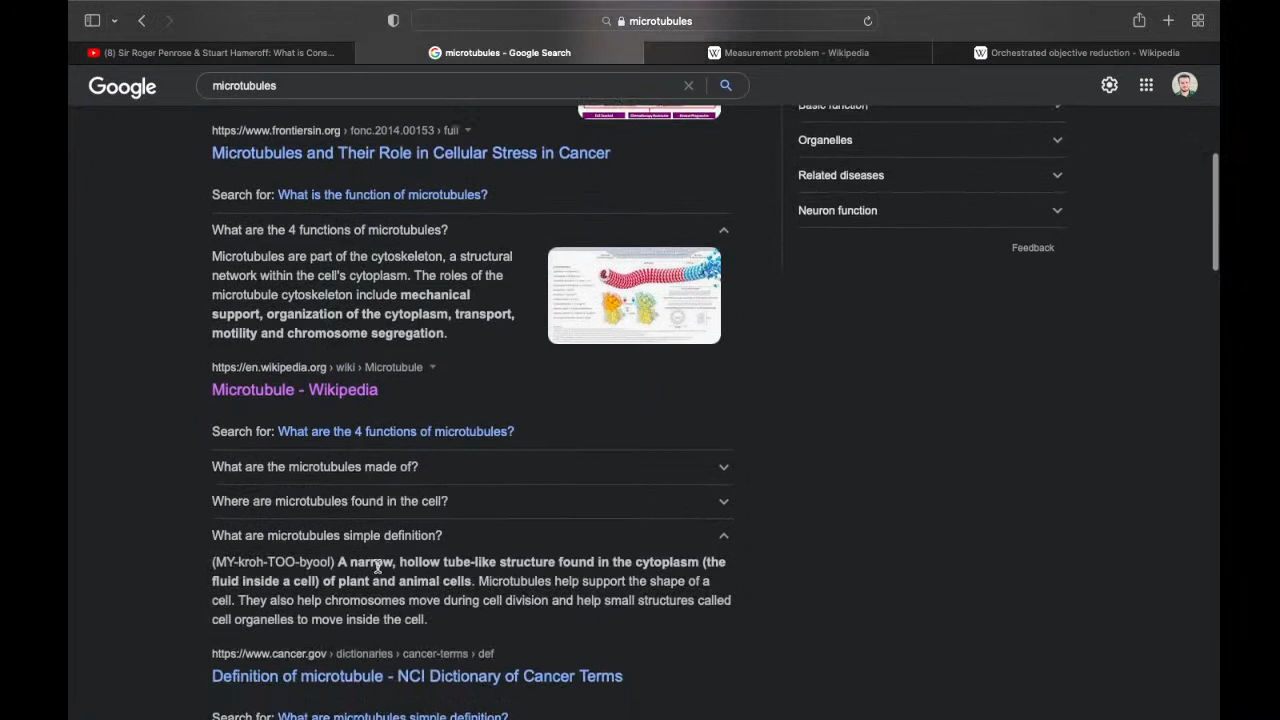 microtubules
(8) Sir Roger Penrose & Stuart Hameroff: What is Cons...
microtubules - Google Search
Measurement problem - Wikipedia
Orchestrated objective reduction - Wikipedia
Google
microtubules
https://www.frontiersin.org › fonc.2014.00153 › full
Microtubules and Their Role in Cellular Stress in Cancer
Search for: What is the function of microtubules?
What are the 4 functions of microtubules?
Microtubules are part of the cytoskeleton, a structural
network within the cell's cytoplasm. The roles of the
microtubule cytoskeleton include mechanical
support, organization of the cytoplasm, transport,
motility and chromosome segregation.
https://en.wikipedia.org › wiki › Microtubule
Microtubule - Wikipedia
Search for: What are the 4 functions of microtubules?
What are the microtubules made of?
Where are microtubules found in the cell?
What are microtubules simple definition?
(MY-kroh-TOO-byool) A narrow, hollow tube-like structure found in the cytoplasm (the
fluid inside a cell) of plant and animal cells. Microtubules help support the shape of a
cell. They also help chromosomes move during cell division and help small structures called
cell organelles to move inside the cell.
https://www.cancer.gov › dictionaries › cancer-terms › def
Definition of microtubule - NCI Dictionary of Cancer Terms
Search for: What are microtubules simple definition?
Basic function
Organelles
Related diseases
Neuron function
Feedback